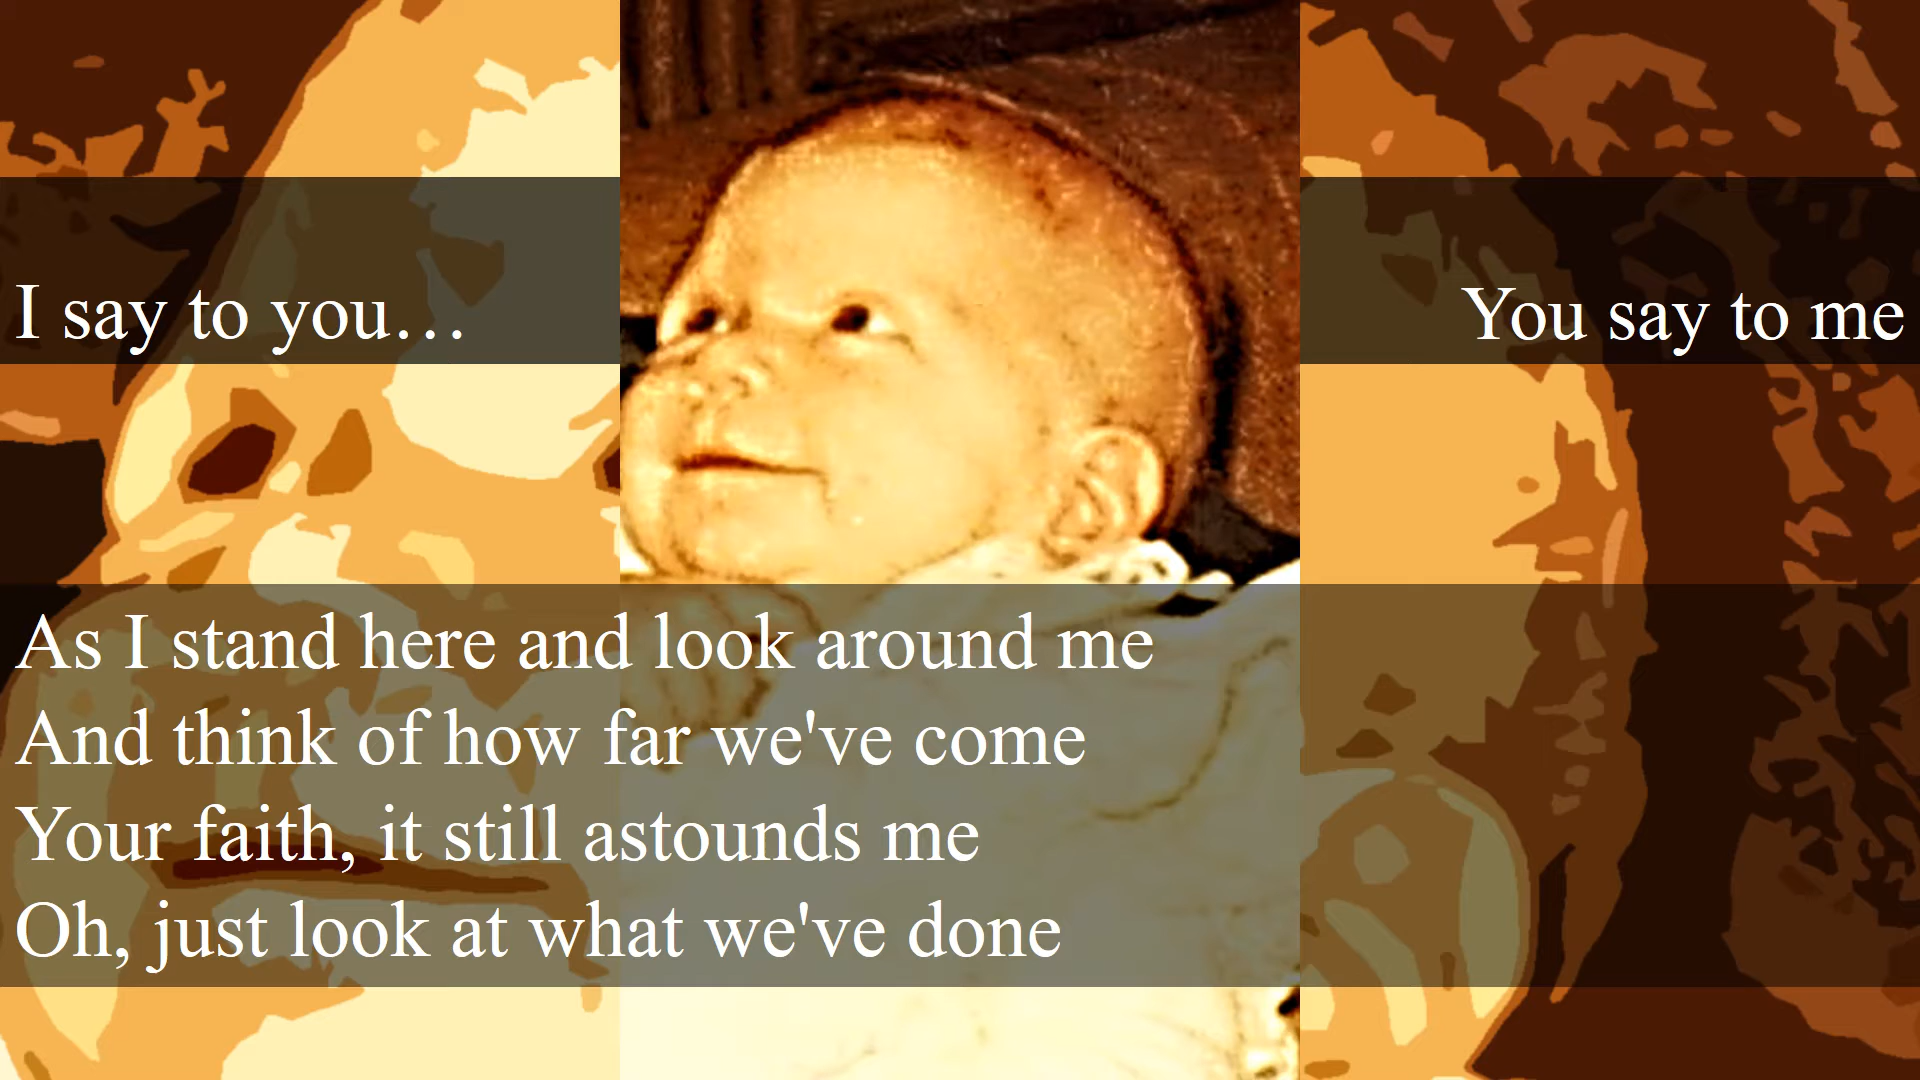 I say to you…
You say to me
As I stand here and look around me
And think of how far we've come
Your faith, it still astounds me
Oh, just look at what we've done